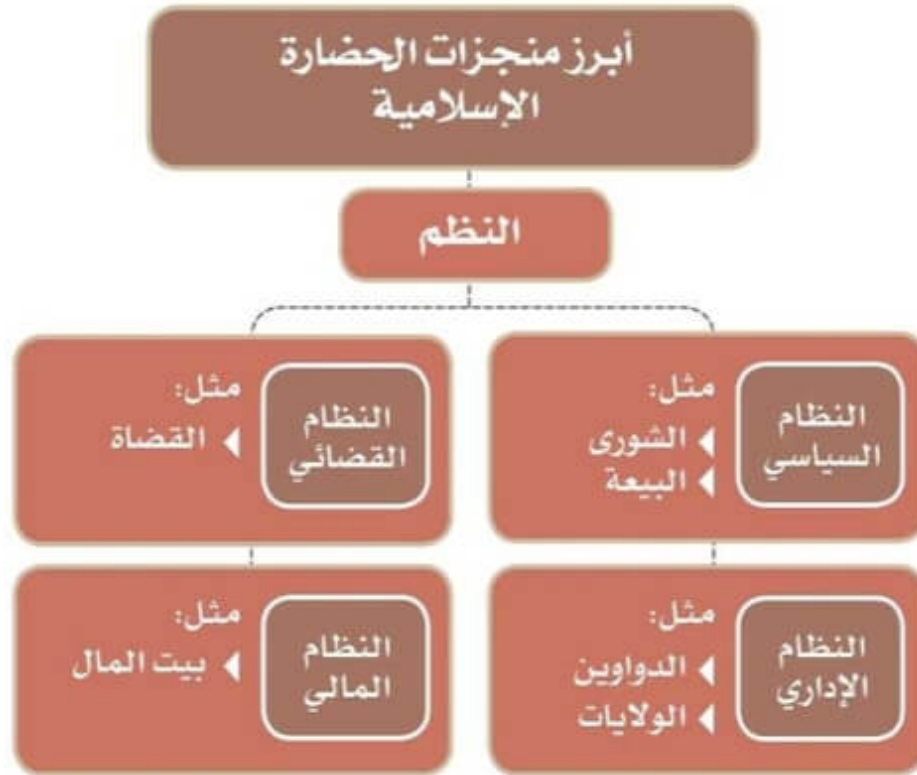 أبرز منجزات الحضارة
الإسلامية
النظم
النظام
السياسي
مثل:
الشورى
البيعة
النظام
القضائي
مثل:
القضاة
النظام
الإداري
مثل:
الدواوين
الولايات
النظام
المالي
مثل:
بيت المال